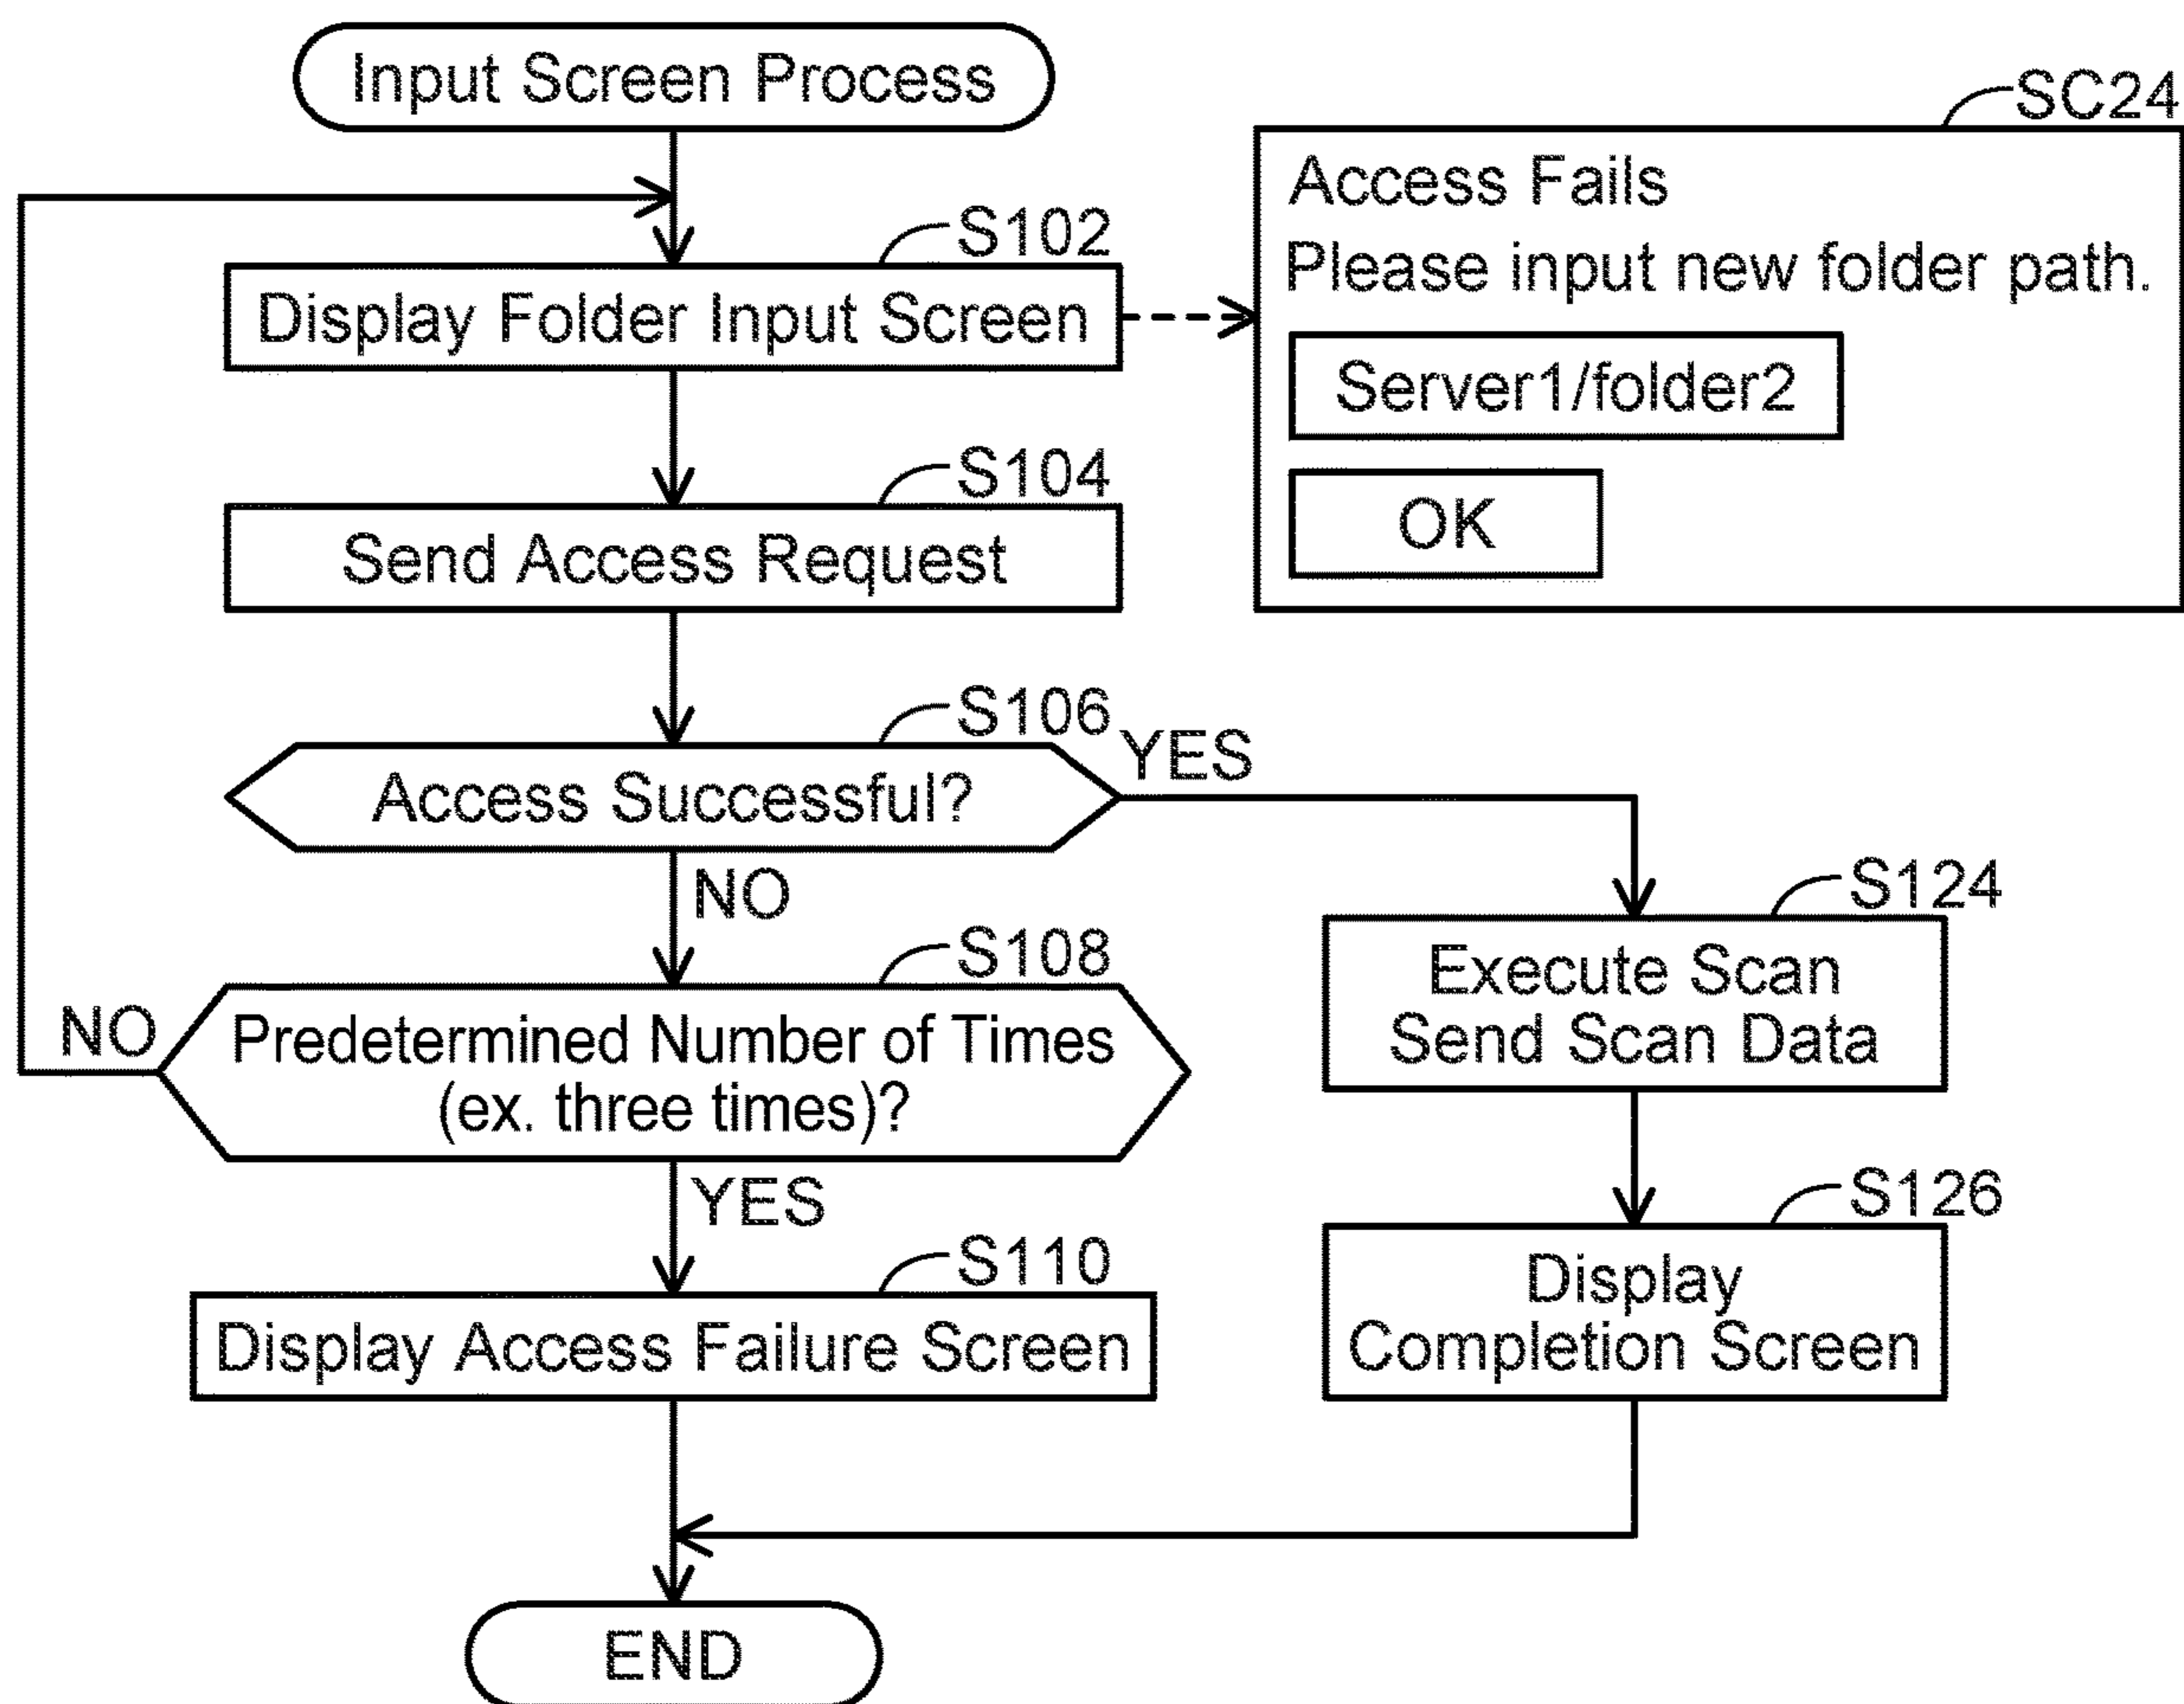 Input Screen Process
SC24
Access Fails
Please input new folder path.
Server1/folder2
OK
S102
Display Folder Input Screen
S104
Send Access Request
S106
Access Successful?
YES
NO
S108
Predetermined Number of Times
(ex. three times)?
NO
YES
S110
Display Access Failure Screen
S124
Execute Scan
Send Scan Data
S126
Display
Completion Screen
END